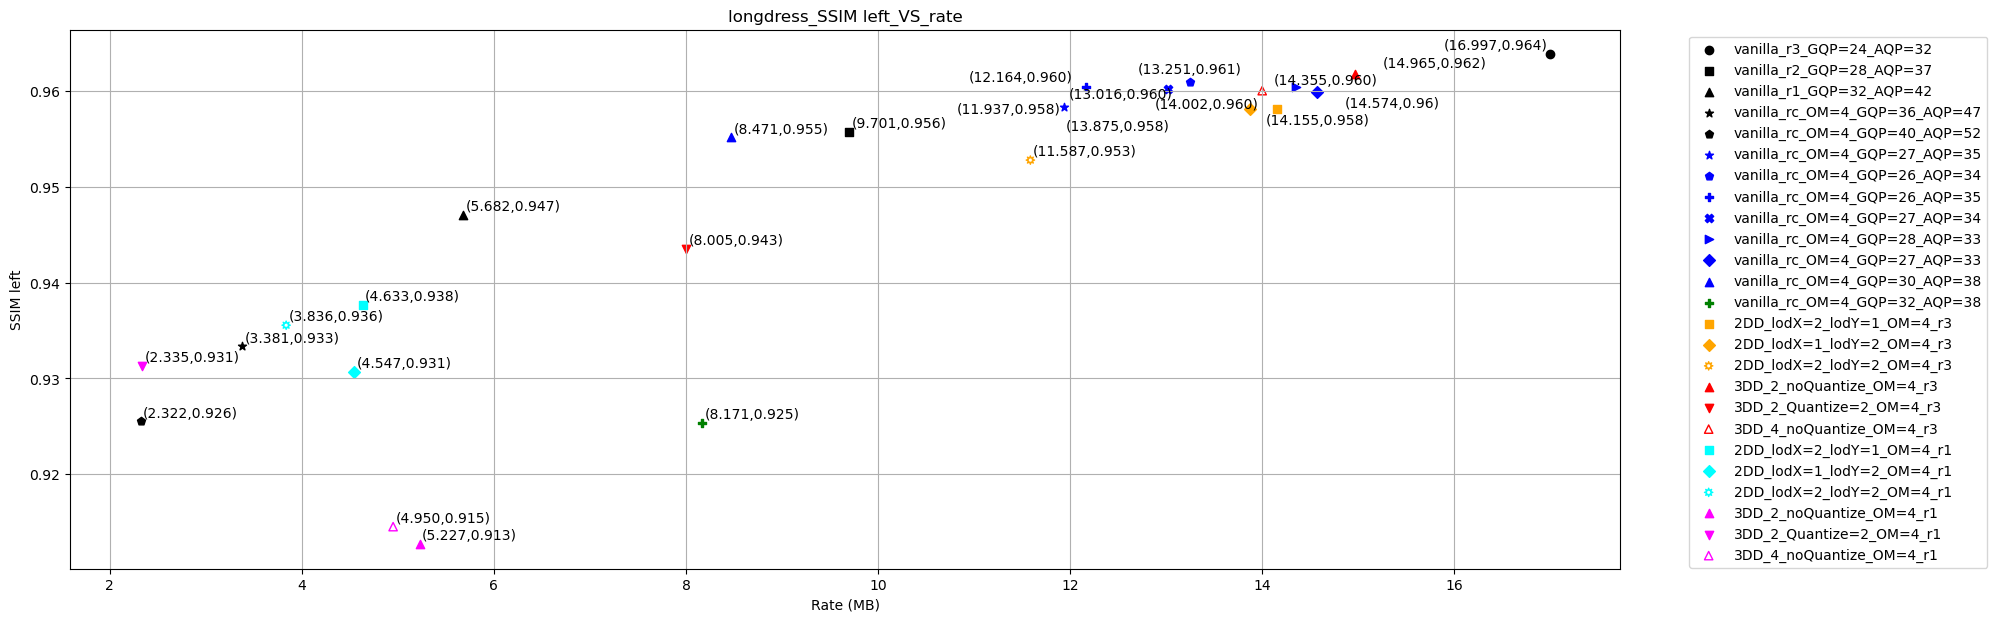 longdress_SSIM left_VS_rate
SSIM left
0.96
0.95
0.94
0.93
0.92
(16.997,0.964)
(14.965,0.962)
(13.251,0.961)
(12.164,0.960)
(14.355,0.960)
(13.016,0.960)
(14.002,0.960)
(14.574,0.96)
(11.937,0.958)
(13.875,0.958)
(14.155,0.958)
(9.701,0.956)
(8.471,0.955)
(11.587,0.953)
(5.682,0.947)
(8.005,0.943)
(4.633,0.938)
(3.836,0.936)
(3.381,0.933)
(2.335,0.931)
(4.547,0.931)
(2.322,0.926)
(8.171,0.925)
(4.950,0.915)
(5.227,0.913)
2 4 6 8 10 12 14 16
Rate (MB)
vanilla_r3_GQP=24_AQP=32
vanilla_r2_GQP=28_AQP=37
vanilla_r1_GQP=32_AQP=42
vanilla_rc_OM=4_GQP=36_AQP=47
vanilla_rc_OM=4_GQP=40_AQP=52
vanilla_rc_OM=4_GQP=27_AQP=35
vanilla_rc_OM=4_GQP=26_AQP=34
vanilla_rc_OM=4_GQP=26_AQP=35
vanilla_rc_OM=4_GQP=27_AQP=34
vanilla_rc_OM=4_GQP=28_AQP=33
vanilla_rc_OM=4_GQP=27_AQP=33
vanilla_rc_OM=4_GQP=30_AQP=38
vanilla_rc_OM=4_GQP=32_AQP=38
2DD_lodX=2_lodY=1_OM=4_r3
2DD_lodX=1_lodY=2_OM=4_r3
2DD_lodX=2_lodY=2_OM=4_r3
3DD_2_noQuantize_OM=4_r3
3DD_2_Quantize=2_OM=4_r3
3DD_4_noQuantize_OM=4_r3
2DD_lodX=2_lodY=1_OM=4_r1
2DD_lodX=1_lodY=2_OM=4_r1
2DD_lodX=2_lodY=2_OM=4_r1
3DD_2_noQuantize_OM=4_r1
3DD_2_Quantize=2_OM=4_r1
3DD_4_noQuantize_OM=4_r1